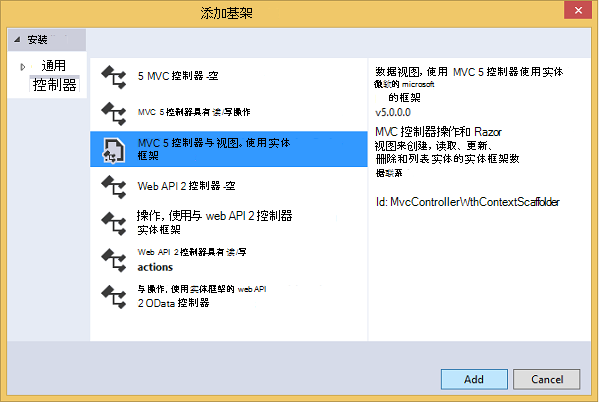 添加基架
安装
通用
控制器
5 MVC 控制器 -空
MVC 5 控制器具有 读/写操作
MVC 5 控制器与 视图, 使用 实体
框架
Web API 2 控制器 -空
操作, 使用与 web API 2 控制器
实体框架
Web API 2 控制器具有 读/写
actions
与 操作, 使用实体框架的 web API
2 OData 控制器
数据视图, 使用 MVC 5 控制器使用实体
微软的 microsoft
的框架
v5.0.0.0
MVC 控制器操作和 Razor
视图来创建, 读取、更新、
删除和列表实体的实体框架数
据联系
Id: MvcControllerWthContextScaffolder
Add
Cancel